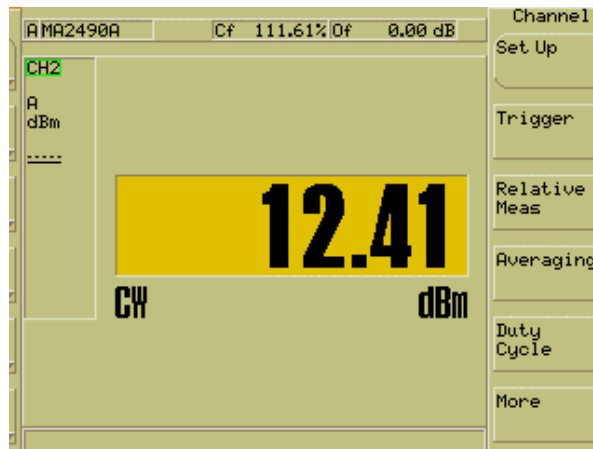 A MA2490A Cf 111.61% Of 0.00 dB
CH2
A
dBm
-----
12.41
CW dBm
Channel
Set Up
Trigger
Relative
Meas
Averaging
Duty
Cycle
More